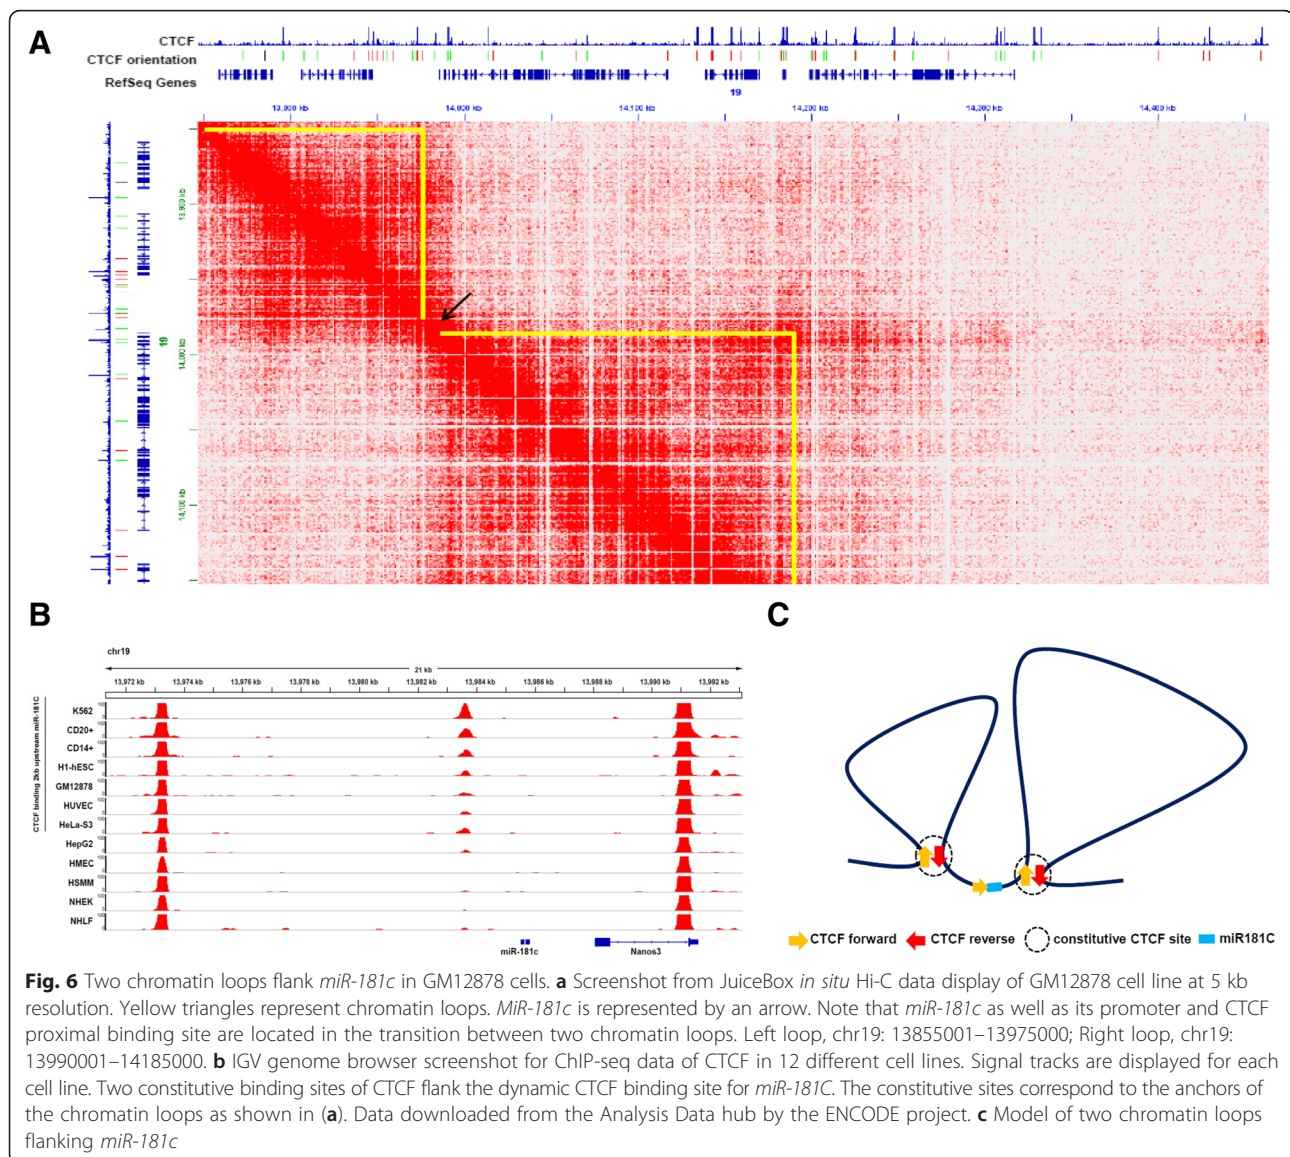 A
CTCF
CTCF orientation
RefSeq Genes
19
13,900 kb 14,000 kb 14,100 kb 14,200 kb 14,300 kb 14,400 kb
13,900 kb
19
14,000 kb
14,100 kb
B
chr19
21 kb
13,972 kb 13,974 kb 13,976 kb 13,978 kb 13,980 kb 13,982 kb 13,984 kb 13,986 kb 13,988 kb 13,990 kb 13,992 kb
CTCF binding 2kb upstream miR-181C
K562
CD20+
CD14+
H1-hESC
GM12878
HUVEC
HeLa-S3
HepG2
HMEC
HSMM
NHEK
NHLF
miR-181c Nanos3
C
CTCF forward CTCF reverse constitutive CTCF site miR181C
Fig. 6 Two chromatin loops flank miR-181c in GM12878 cells. a Screenshot from JuiceBox in situ Hi-C data display of GM12878 cell line at 5 kb
resolution. Yellow triangles represent chromatin loops. MiR-181c is represented by an arrow. Note that miR-181c as well as its promoter and CTCF
proximal binding site are located in the transition between two chromatin loops. Left loop, chr19: 13855001–13975000; Right loop, chr19:
13990001–14185000. b IGV genome browser screenshot for ChIP-seq data of CTCF in 12 different cell lines. Signal tracks are displayed for each
cell line. Two constitutive binding sites of CTCF flank the dynamic CTCF binding site for miR-181C. The constitutive sites correspond to the anchors of
the chromatin loops as shown in (a). Data downloaded from the Analysis Data hub by the ENCODE project. c Model of two chromatin loops
flanking miR-181c